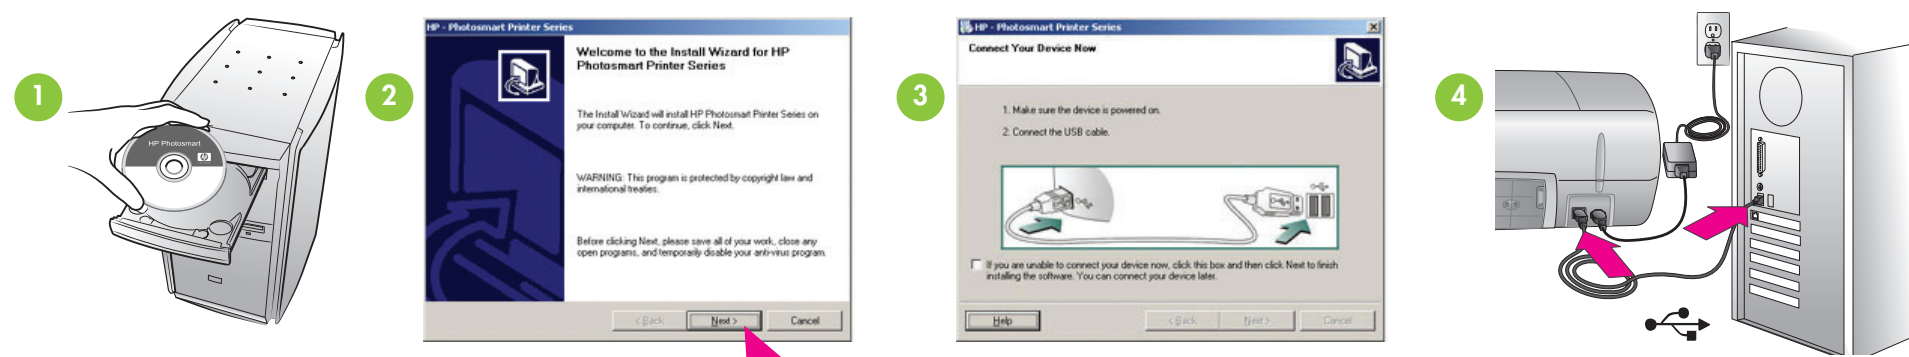 1
HP Photosmart
hp
2
HP - Photosmart Printer Series
Welcome to the Install Wizard for HP
Photosmart Printer Series
The Install Wizard will install HP Photosmart Printer Series on
your computer. To continue, click Next.
WARNING: This program is protected by copyright law and
international treaties.
Before clicking Next, please save all of your work, close any
open programs, and temporarily disable your anti-virus program.
< Back
Next >
Cancel
3
HP - Photosmart Printer Series
Connect Your Device Now
1. Make sure the device is powered on.
2. Connect the USB cable.
If you are unable to connect your device now, click this box and then click Next to finish
installing the software. You can connect your device later.
Help
< Back
Next >
Cancel
4